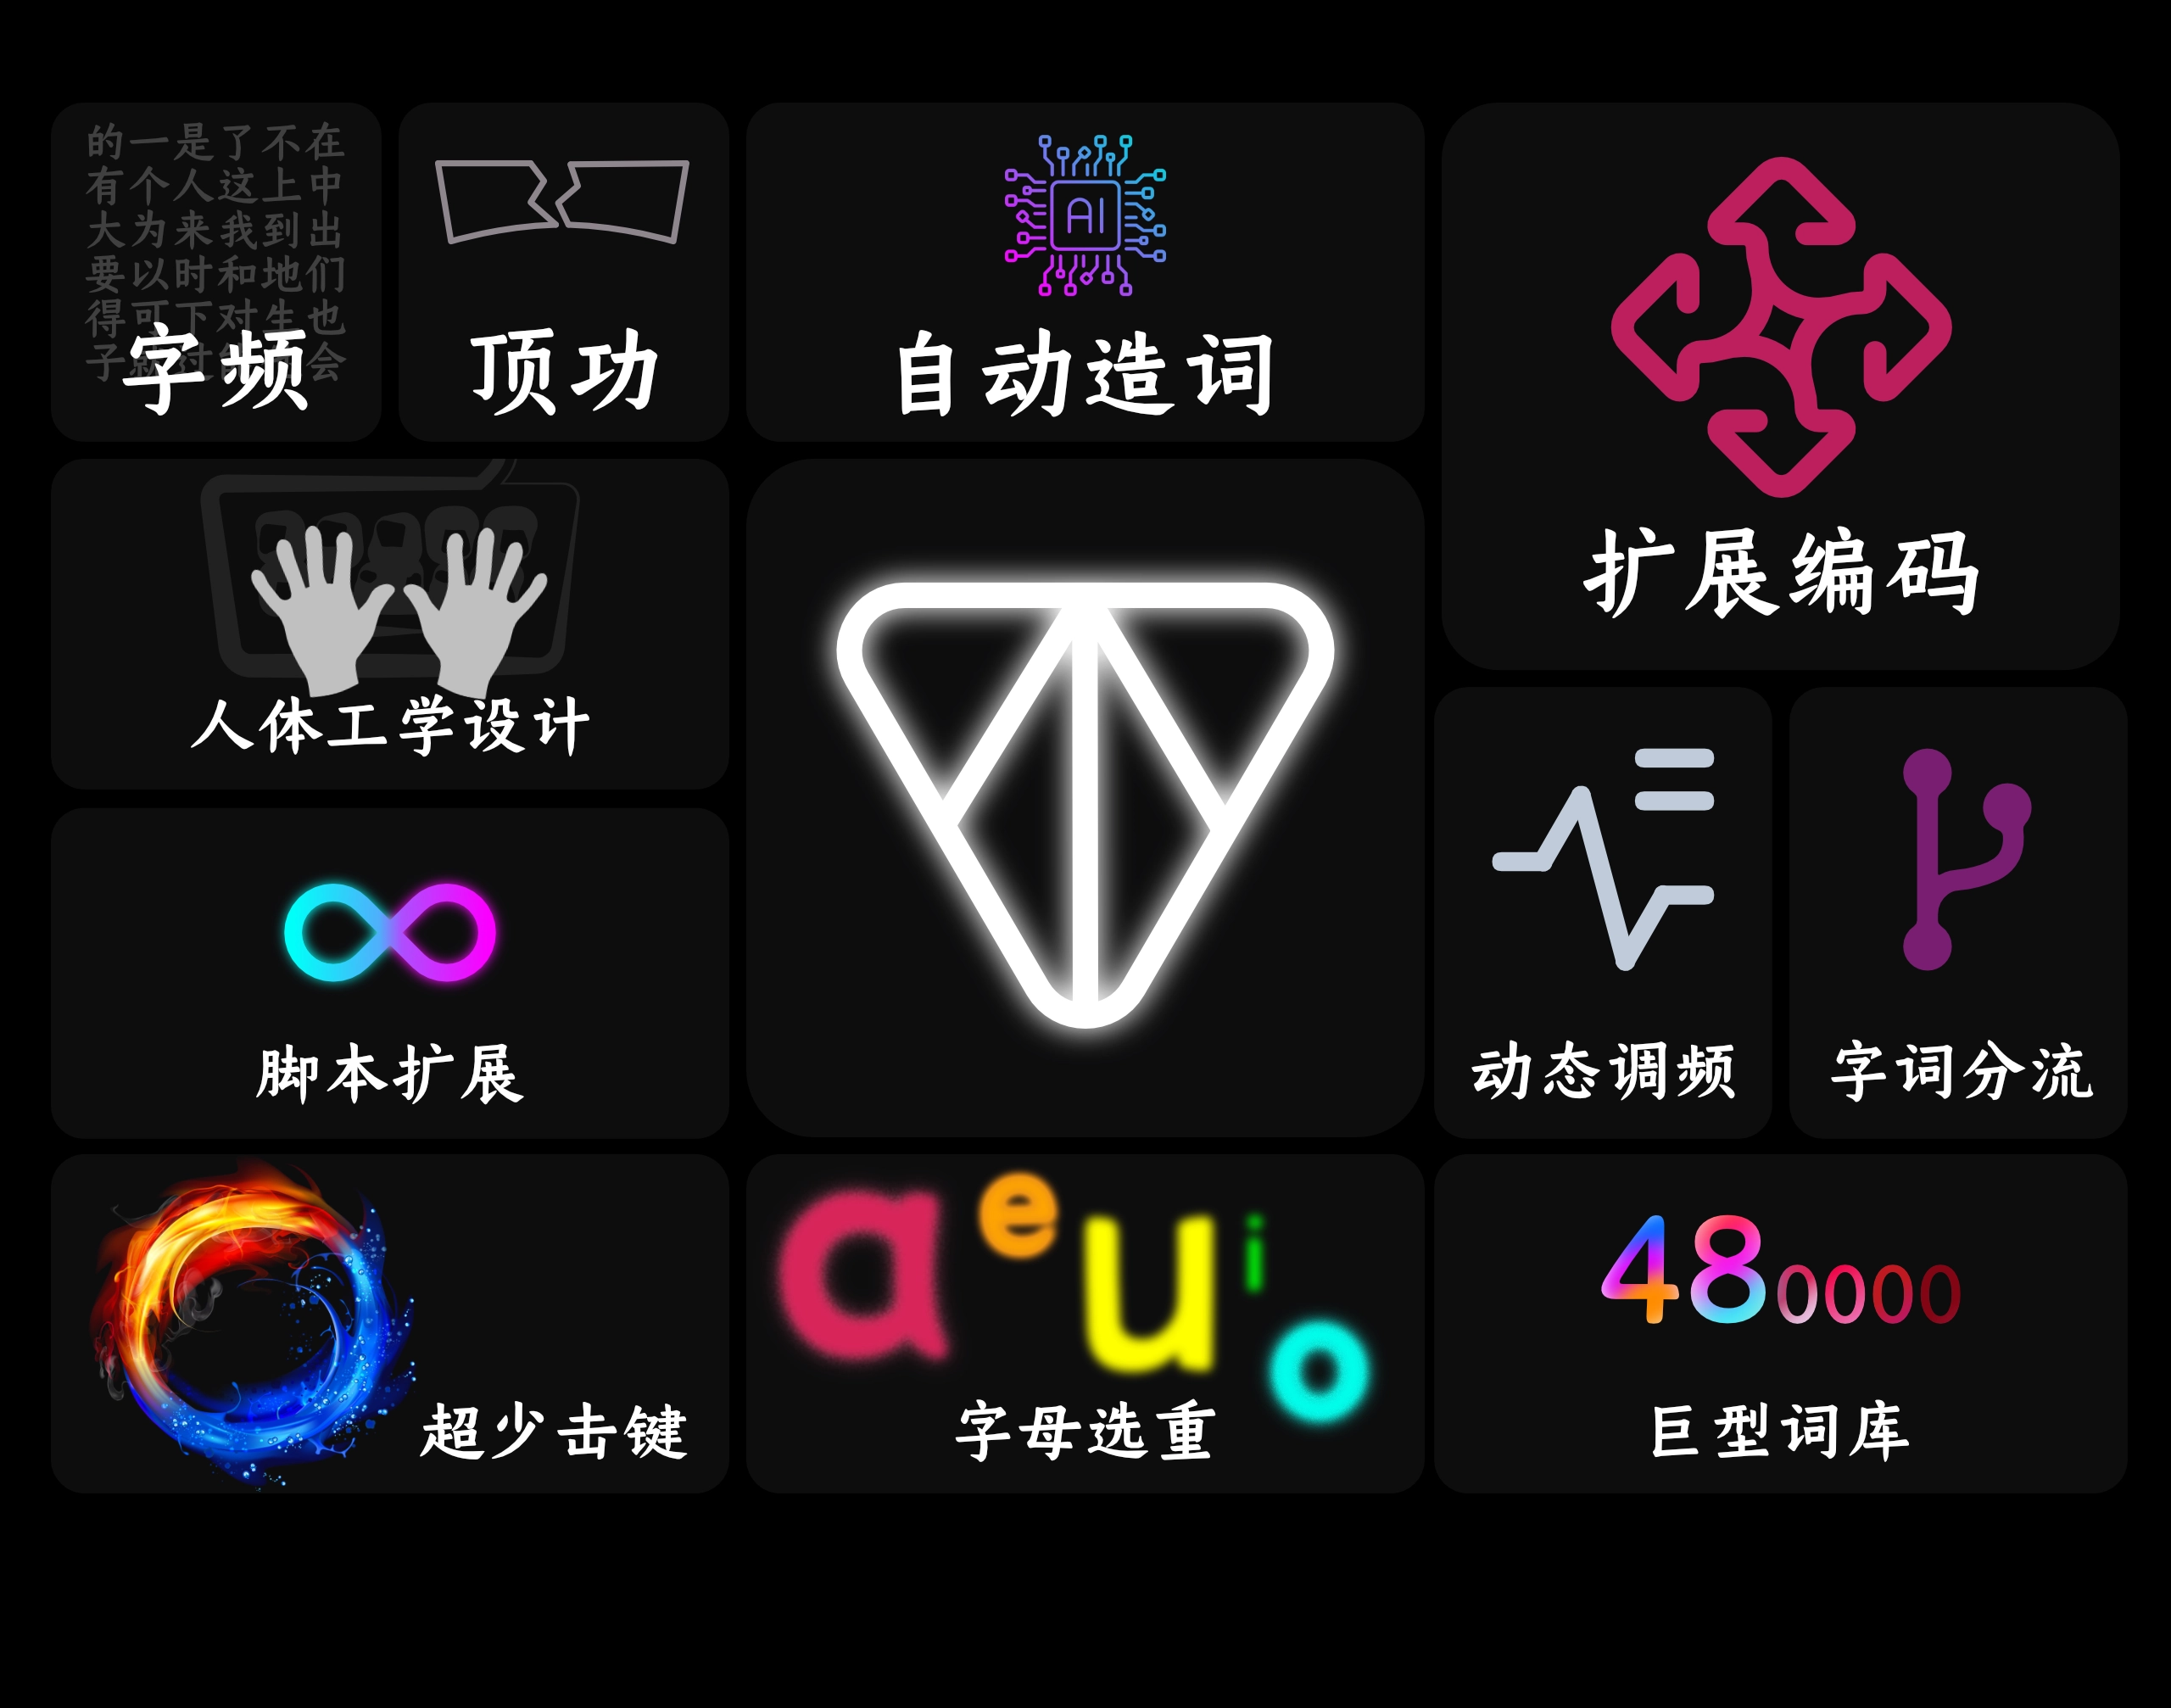 的一是了不在
有个人这上中
大为来我到出
要以时和地们
得可下对生也
子 会
字频
顶功
AI
自动造词
扩展编码
人体工学设计
脚本扩展
动态调频
字词分流
超少击键
a e u i o
字母选重
480000
巨型词库